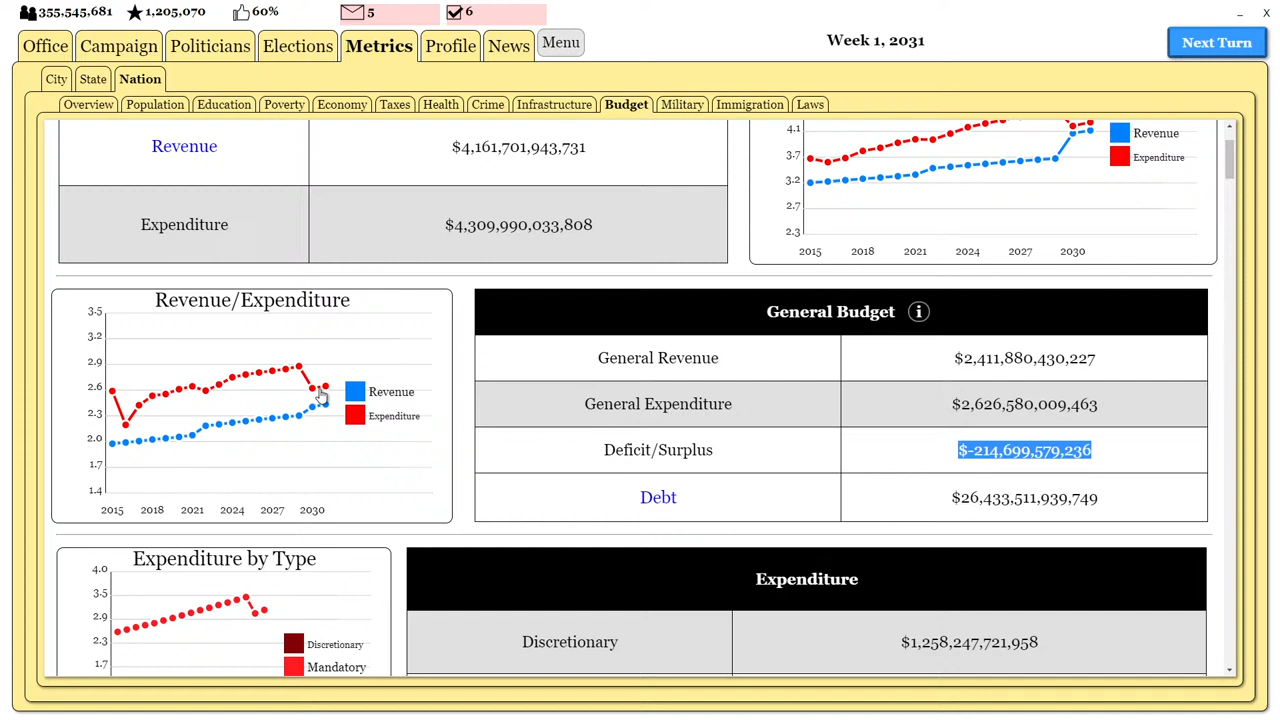 355,545,681 1,205,070 60% 5 6
Office Campaign Politicians Elections Metrics Profile News Menu Week 1, 2031 Next Turn
City State Nation
Overview Population Education Poverty Economy Taxes Health Crime Infrastructure Budget Military Immigration Laws
Revenue $4,161,701,943,731
Expenditure $4,309,990,033,808
4.1
3.7
3.2
2.7
2.3
2015 2018 2021 2024 2027 2030
Revenue
Expenditure
Revenue/Expenditure
3.5
3.2
2.9
2.6
2.3
2.0
1.7
1.4
2015 2018 2021 2024 2027 2030
Revenue
Expenditure
General Budget i
General Revenue $2,411,880,430,227
General Expenditure $2,626,580,009,463
Deficit/Surplus $-214,699,579,236
Debt $26,433,511,939,749
Expenditure by Type
4.0
3.5
2.9
2.3
1.7
Discretionary
Mandatory
Expenditure
Discretionary $1,258,247,721,958